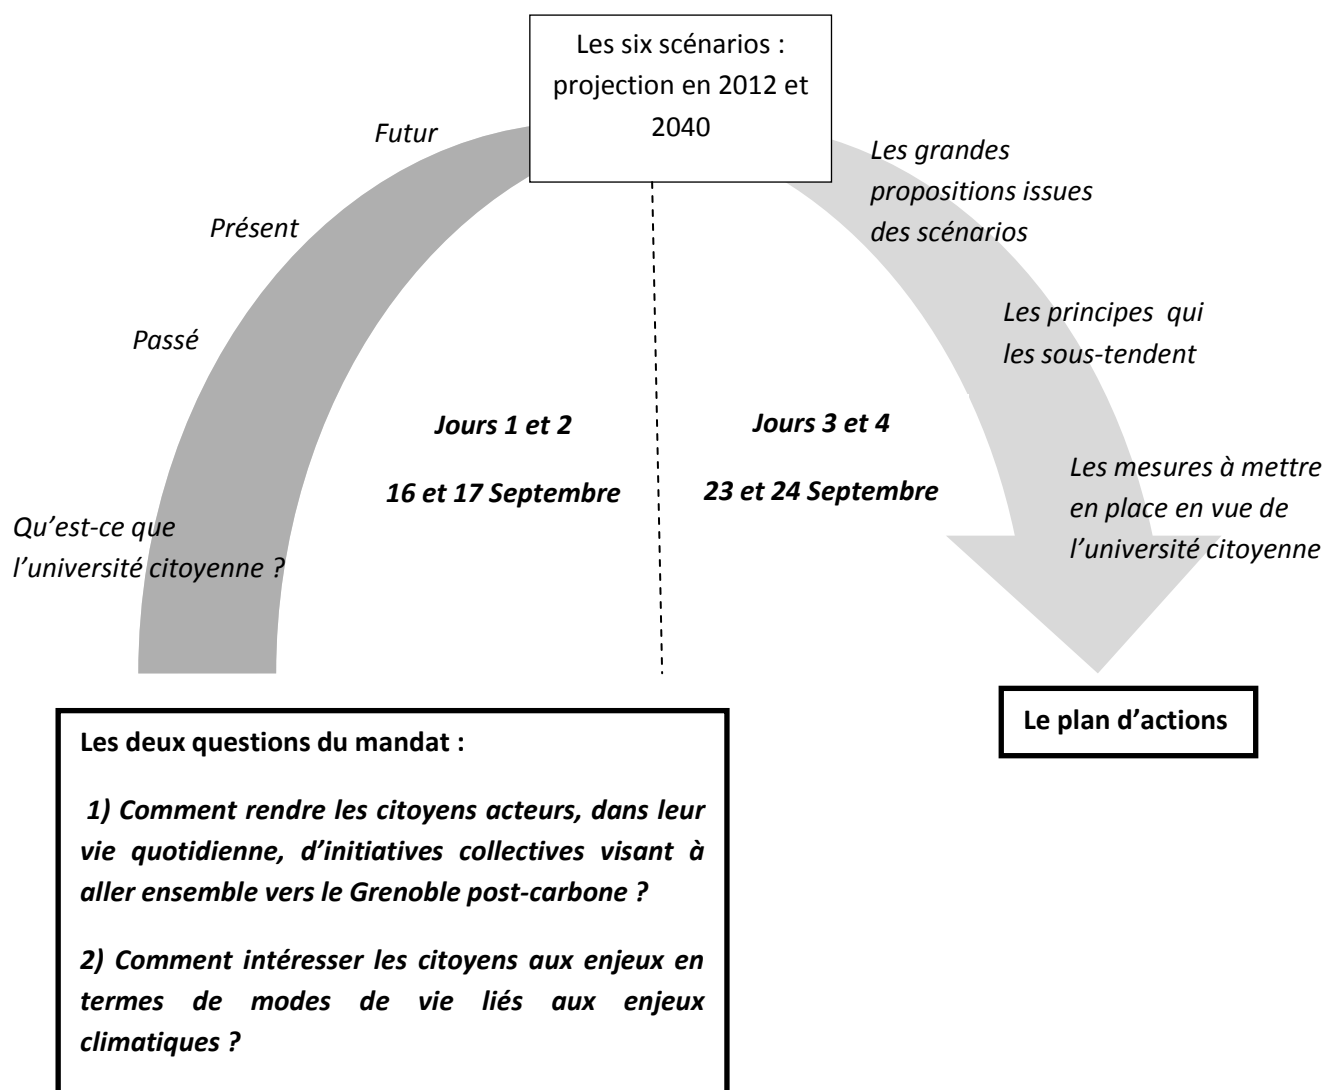 Les six scénarios :
projection en 2012 et
2040
Futur
Présent
Passé
Qu’est-ce que
l’université citoyenne ?
Jours 1 et 2
16 et 17 Septembre
Les grandes
propositions issues
des scénarios
Les principes qui
les sous-tendent
Jours 3 et 4
23 et 24 Septembre
Les mesures à mettre
en place en vue de
l’université citoyenne
Les deux questions du mandat :
1) Comment rendre les citoyens acteurs, dans leur
vie quotidienne, d’initiatives collectives visant à
aller ensemble vers le Grenoble post-carbone ?
2) Comment intéresser les citoyens aux enjeux en
termes de modes de vie liés aux enjeux
climatiques ?
Le plan d’actions